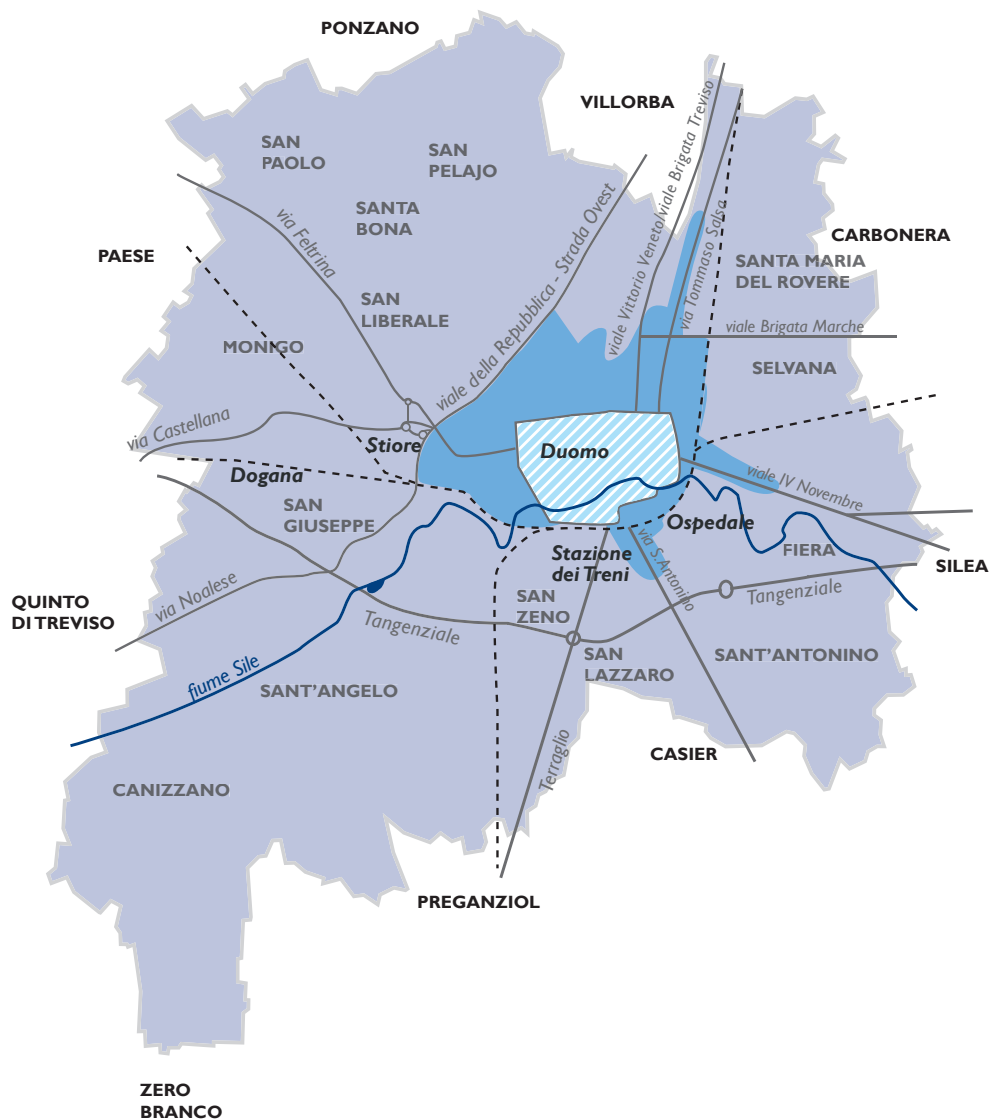 PONZANO
VILLORBA
SAN
PAOLO
SAN
PELAJO
SANTA
BONA
via Feltrina
viale della Repubblica - Strada Ovest
viale Vittorio Veneto/viale Brigata Treviso
via Tommaso Salsa
CARBONERA
PAESE
SANTA MARIA
DEL ROVERE
SAN
LIBERALE
viale Brigata Marche
MONIGO
SELVANA
via Castellana
Stiore
Duomo
Dogana
viale IV Novembre
SAN
GIUSEPPE
Ospedale
Stazione
dei Treni
via S.Antonino
FIERA
SILEA
QUINTO
DI TREVISO
via Noalese
Tangenziale
SAN
ZENO
Tangenziale
SAN
LAZZARO
SANT'ANTONINO
fiume Sile
SANT'ANGELO
CASIER
Terraglio
CANIZZANO
PREGANZIOL
ZERO
BRANCO